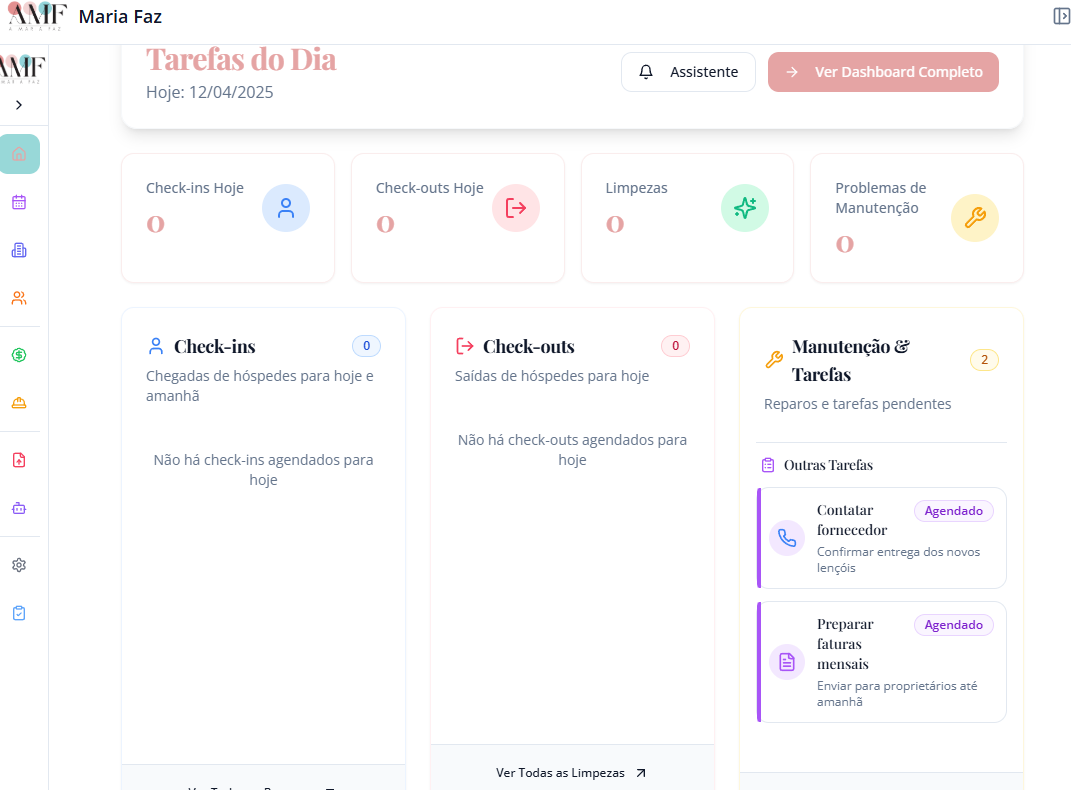 AMF
A MAR A FAZ
Maria Faz
AMF
MAR A FAZ
Tarefas do Dia
Hoje: 12/04/2025
Assistente
Ver Dashboard Completo
Check-ins Hoje
0
Check-outs Hoje
0
Limpezas
0
Problemas de
Manutenção
0
Check-ins
0
Chegadas de hóspedes para hoje e
amanhã
Não há check-ins agendados para
hoje
Check-outs
0
Saídas de hóspedes para hoje
Não há check-outs agendados para
hoje
Ver Todas as Limpezas
Manutenção &
Tarefas
2
Reparos e tarefas pendentes
Outras Tarefas
Contatar
fornecedor
Agendado
Confirmar entrega dos novos
lençóis
Preparar
faturas
mensais
Agendado
Enviar para proprietários até
amanhã